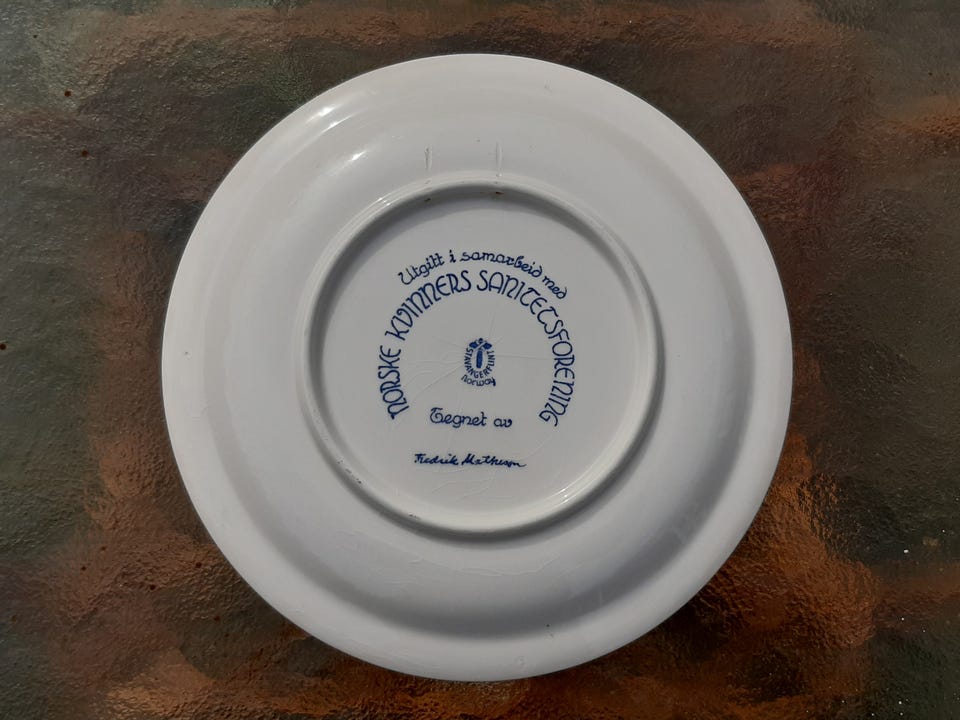 Utgitt i samarbeid med
NORSKE KVINNERS SANITETSFORENING
STAVANGERFLINT
Norway
Tegnet av
Fredrik Matheson